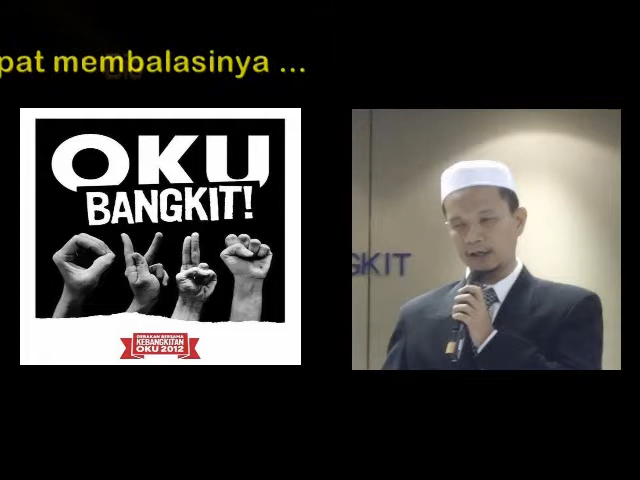 pat membalasinya ...
OKU
BANGKIT!
GERAKAN BERSAMA
KEBANGKITAN
OKU 2012
GKIT